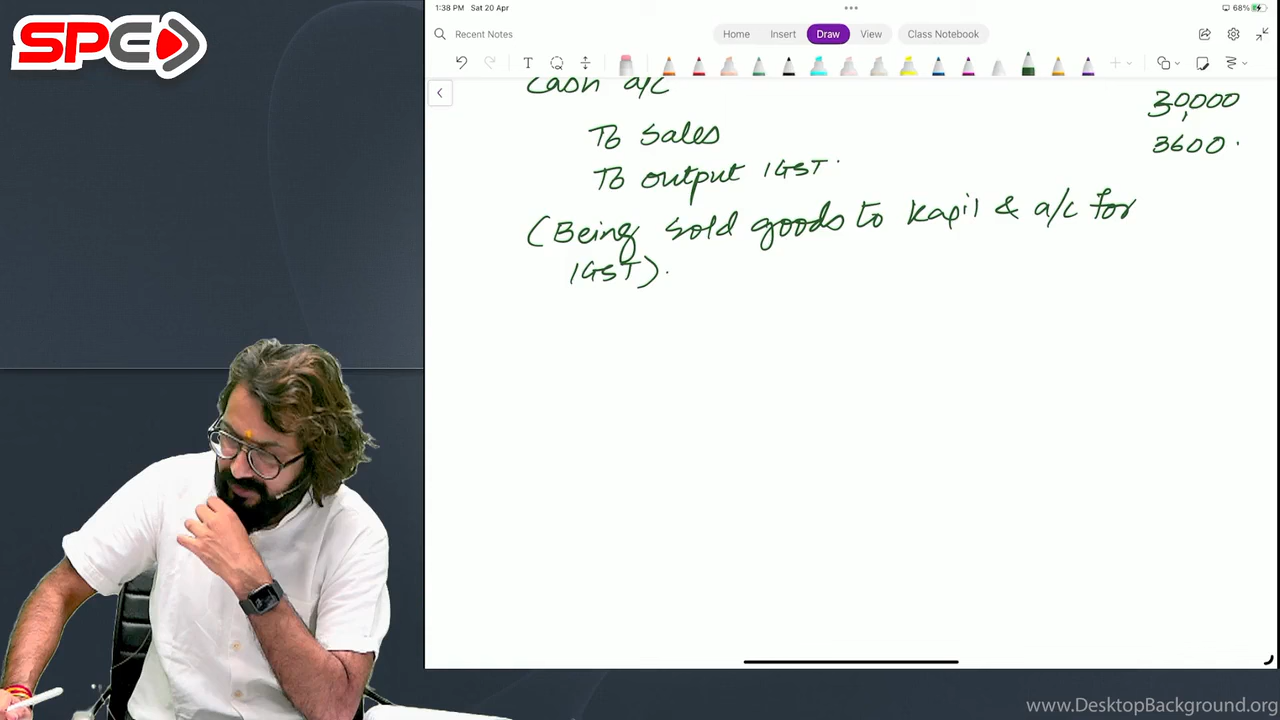 SPE
1:38 PM Sat 20 Apr
68%
Recent Notes
Home Insert Draw View Class Notebook
T
Cash a/c
30,000
To Sales
3600
To output IGST
(Being sold goods to Kapil & a/c for
IGST).
www.DesktopBackground.org